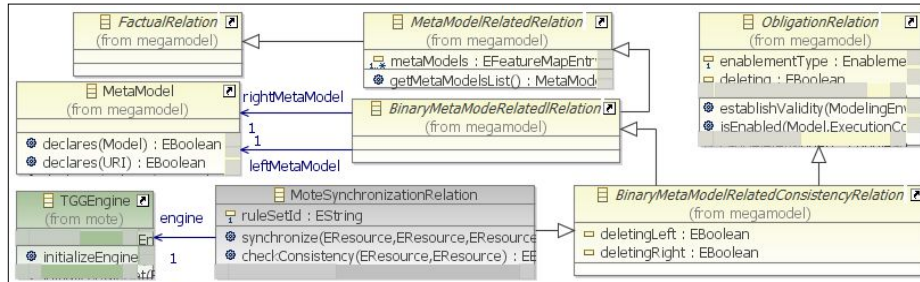 FactualRelation
(from megamodel)
MetaModelRelatedRelation
(from megamodel)
metaModels : EFeatureMapEntr
getMetaModelsList() : MetaMode
ObligationRelation
(from megamodel)
enablementType : Enableme
deleting : EBoolean
establishValidity(ModelingEnv
isEnabled(Model,ExecutionCo
MetaModel
(from megamodel)
declares(Model) : EBoolean
declares(URI) : EBoolean
rightMetaModel
1
1
leftMetaModel
BinaryMetaModeRelatedlRelation
(from megamodel)
TGGEngine
(from mote)
initializeEngine
engine
1
MoteSynchronizationRelation
ruleSetId : EString
synchronize(EResource,EResource,EResource
checkConsistency(EResource,EResource) : EE
BinaryMetaModelRelatedConsistencyRelation
(from megamodel)
deletingLeft : EBoolean
deletingRight : EBoolean